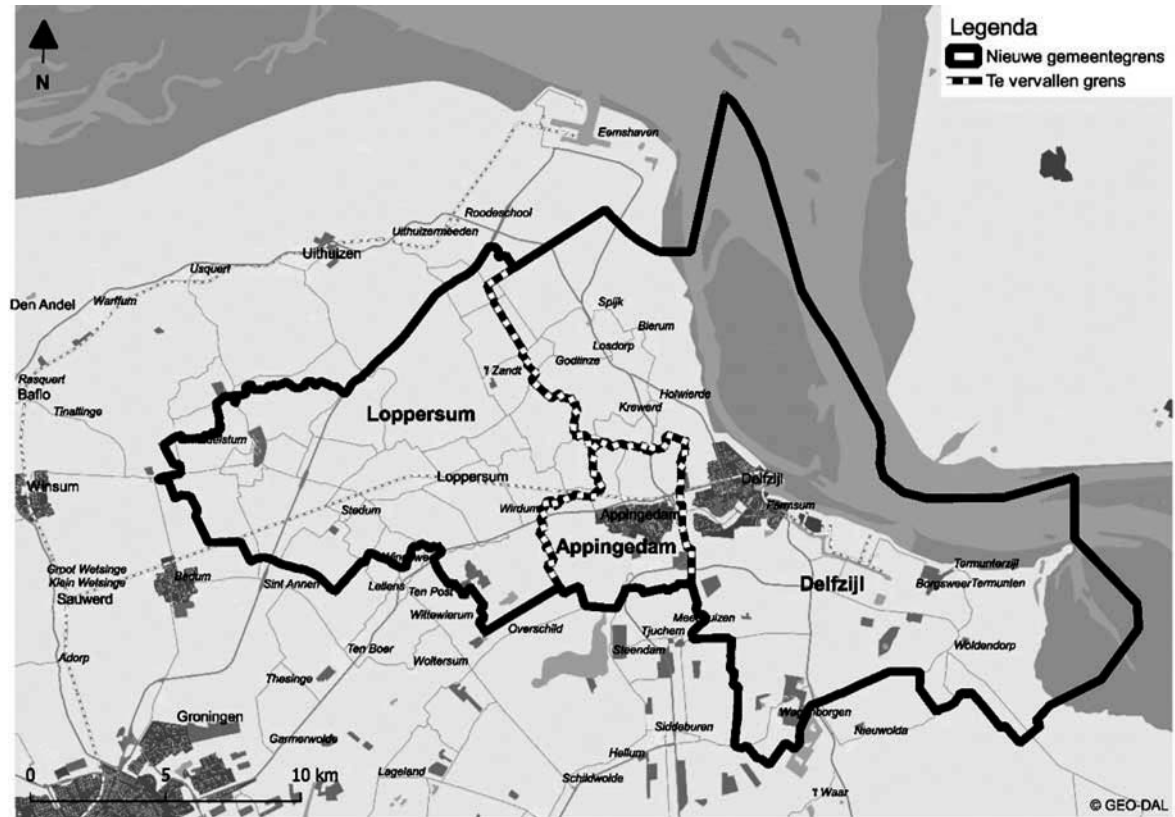 Legenda
Nieuwe gemeentegrens
Te vervallen grens
N
Eemshaven
Roodeschool
Uithuizermeeden
Uithuizen
Usquert
Warffum
Den Andel
Spijk
Bierum
Losdorp
Godlinze
't Zandt
Rasquert
Baflo
Tinallinge
Holwierde
Krewerd
Loppersum
Winsum
Loppersum
Delfzijl
Stedum
Wirdum
Appingedam
Farmsum
Appingedam
Groot Wetsinge
Klein Wetsinge
Sauwerd
Bedum
Sint Annen
Lellens
Ten Post
Wittewierum
Delfzijl
Termunterzijl
Borgsweer
Termunten
Overschild
Tjuchem
Steendam
Woldendorp
Adorp
Ten Boer
Woltersum
Thesinge
Groningen
Garmerwolde
Siddeburen
Wagenborgen
Nieuwolda
Hellum
Schildwolde
Lageland
't Waar
0 5 10 km
© GEO-DAL